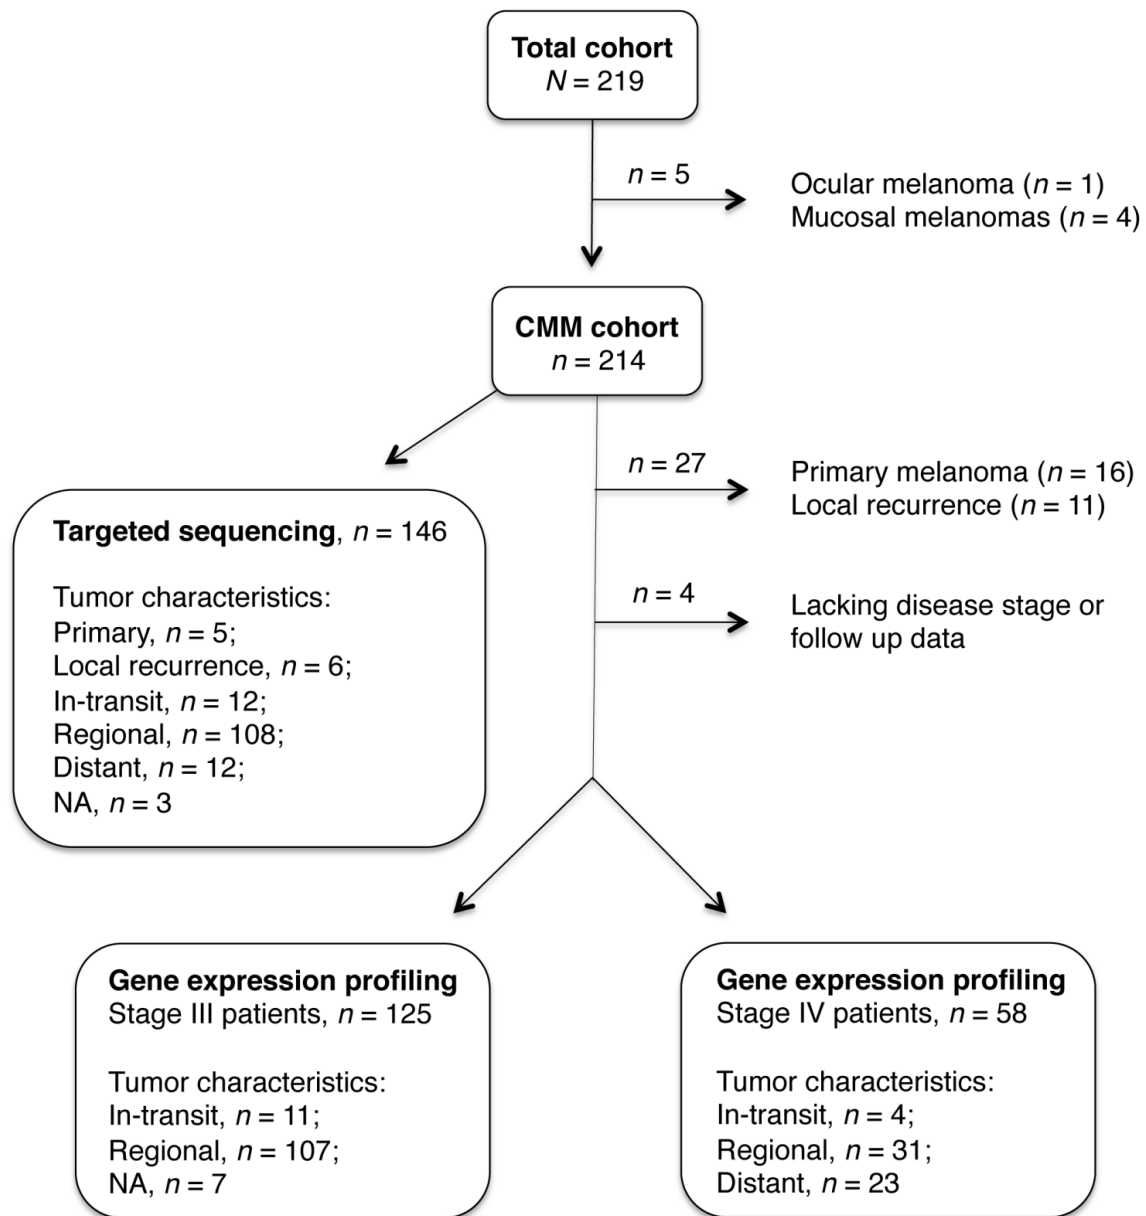 Total cohort
N = 219
n = 5
Ocular melanoma (n = 1)
Mucosal melanomas (n = 4)
CMM cohort
n = 214
n = 27
Primary melanoma (n = 16)
Local recurrence (n = 11)
n = 4
Lacking disease stage or
follow up data
Targeted sequencing, n = 146
Tumor characteristics:
Primary, n = 5;
Local recurrence, n = 6;
In-transit, n = 12;
Regional, n = 108;
Distant, n = 12;
NA, n = 3
Gene expression profiling
Stage III patients, n = 125
Tumor characteristics:
In-transit, n = 11;
Regional, n = 107;
NA, n = 7
Gene expression profiling
Stage IV patients, n = 58
Tumor characteristics:
In-transit, n = 4;
Regional, n = 31;
Distant, n = 23